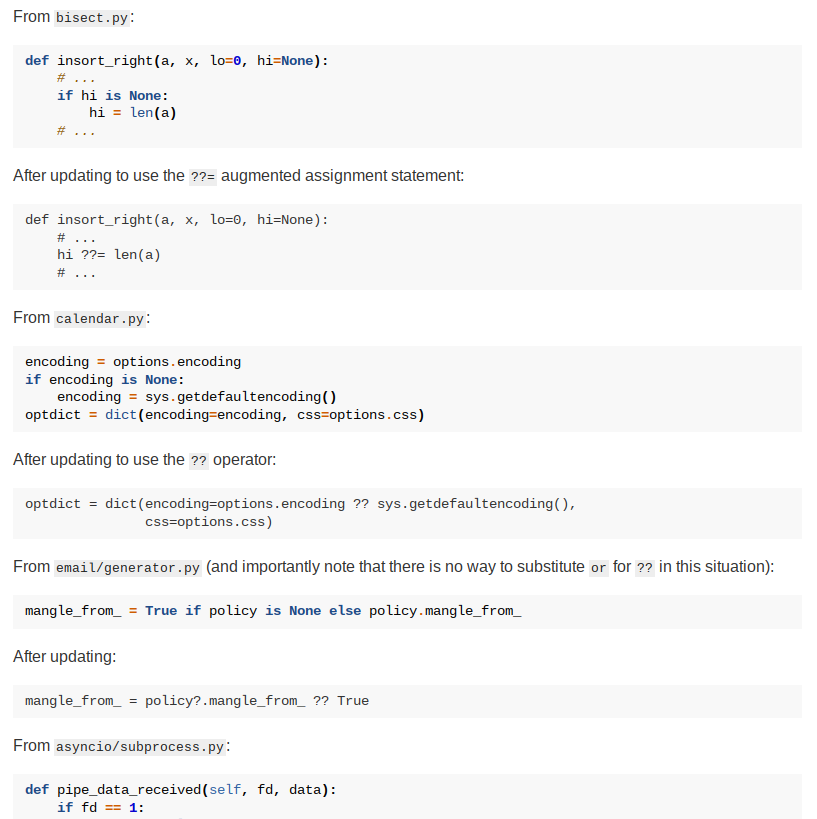 From bisect.py:
def insort_right(a, x, lo=0, hi=None):
    # ...
    if hi is None:
        hi = len(a)
    # ...
After updating to use the ??= augmented assignment statement:
def insort_right(a, x, lo=0, hi=None):
    # ...
    hi ??= len(a)
    # ...
From calendar.py:
encoding = options.encoding
if encoding is None:
    encoding = sys.getdefaultencoding()
optdict = dict(encoding=encoding, css=options.css)
After updating to use the ?? operator:
optdict = dict(encoding=options.encoding ?? sys.getdefaultencoding(),
               css=options.css)
From email/generator.py (and importantly note that there is no way to substitute or for ?? in this situation):
mangle_from_ = True if policy is None else policy.mangle_from_
After updating:
mangle_from_ = policy?.mangle_from_ ?? True
From asyncio/subprocess.py:
def pipe_data_received(self, fd, data):
    if fd == 1: